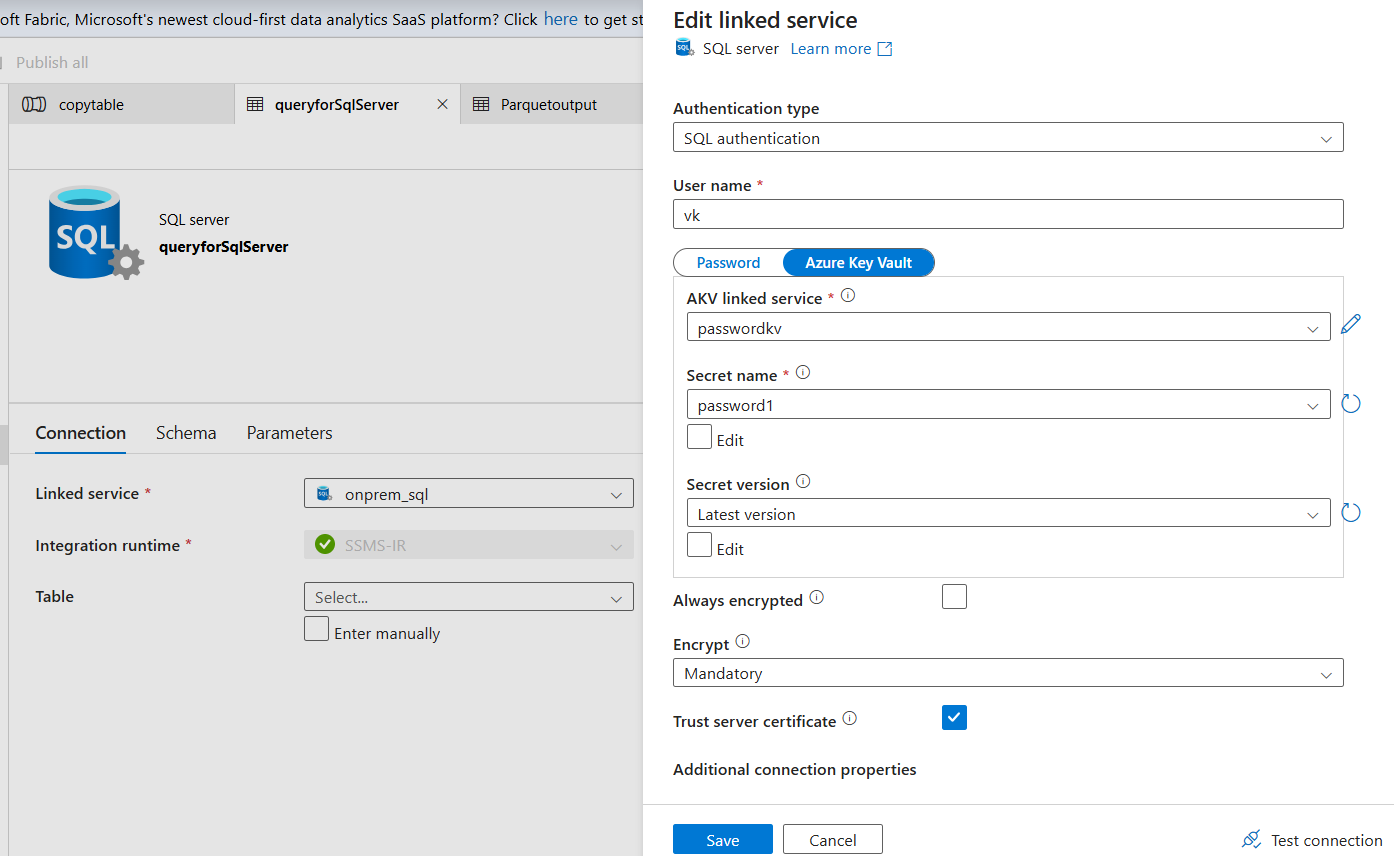 oft Fabric, Microsoft's newest cloud-first data analytics SaaS platform? Click here to get st
Publish all
copytable
queryforSqlServer
Parquetoutput
SQL
SQL server
queryforSqlServer
Connection
Schema
Parameters
Linked service *
SQL
onprem_sql
Integration runtime *
SSMS-IR
Table
Select...
Enter manually
Edit linked service
SQL
SQL server Learn more
Authentication type
SQL authentication
User name *
vk
Password
Azure Key Vault
AKV linked service *
passwordkv
Secret name *
password1
Edit
Secret version
Latest version
Edit
Always encrypted
Encrypt
Mandatory
Trust server certificate
Additional connection properties
Save
Cancel
Test connection